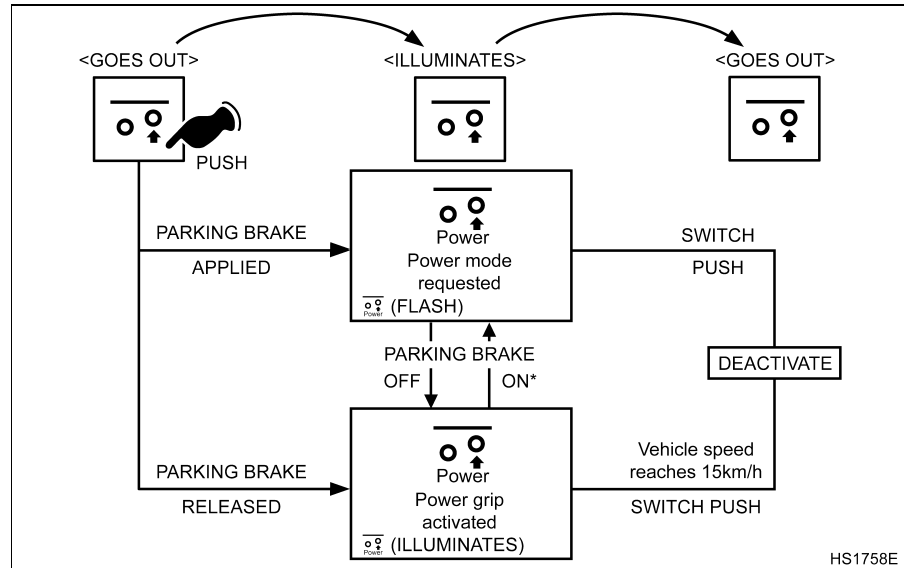 <GOES OUT>
<ILLUMINATES>
<GOES OUT>
PUSH
PARKING BRAKE
APPLIED
Power
Power mode
requested
Power (FLASH)
SWITCH
PUSH
PARKING BRAKE
OFF
ON*
DEACTIVATE
PARKING BRAKE
RELEASED
Power
Power grip
activated
Power (ILLUMINATES)
Vehicle speed
reaches 15km/h
SWITCH PUSH
HS1758E